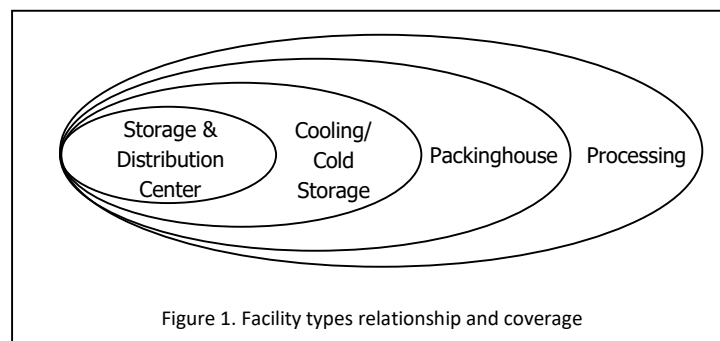 Storage &
Distribution
Center
Cooling/
Cold
Storage
Packinghouse
Processing
Figure 1. Facility types relationship and coverage